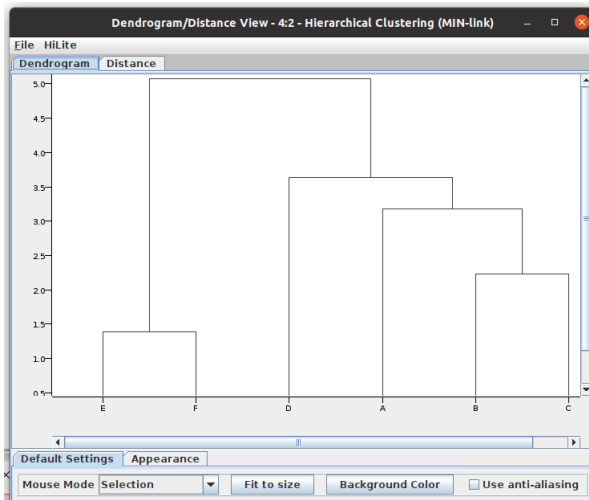 Dendrogram/Distance View - 4:2 - Hierarchical Clustering (MIN-link)
File HiLite
Dendrogram Distance
5.0
4.5
4.0
3.5
3.0
2.5
2.0
1.5
1.0
0.5
E F D A B C
Default Settings Appearance
Mouse Mode Selection Fit to size Background Color Use anti-aliasing